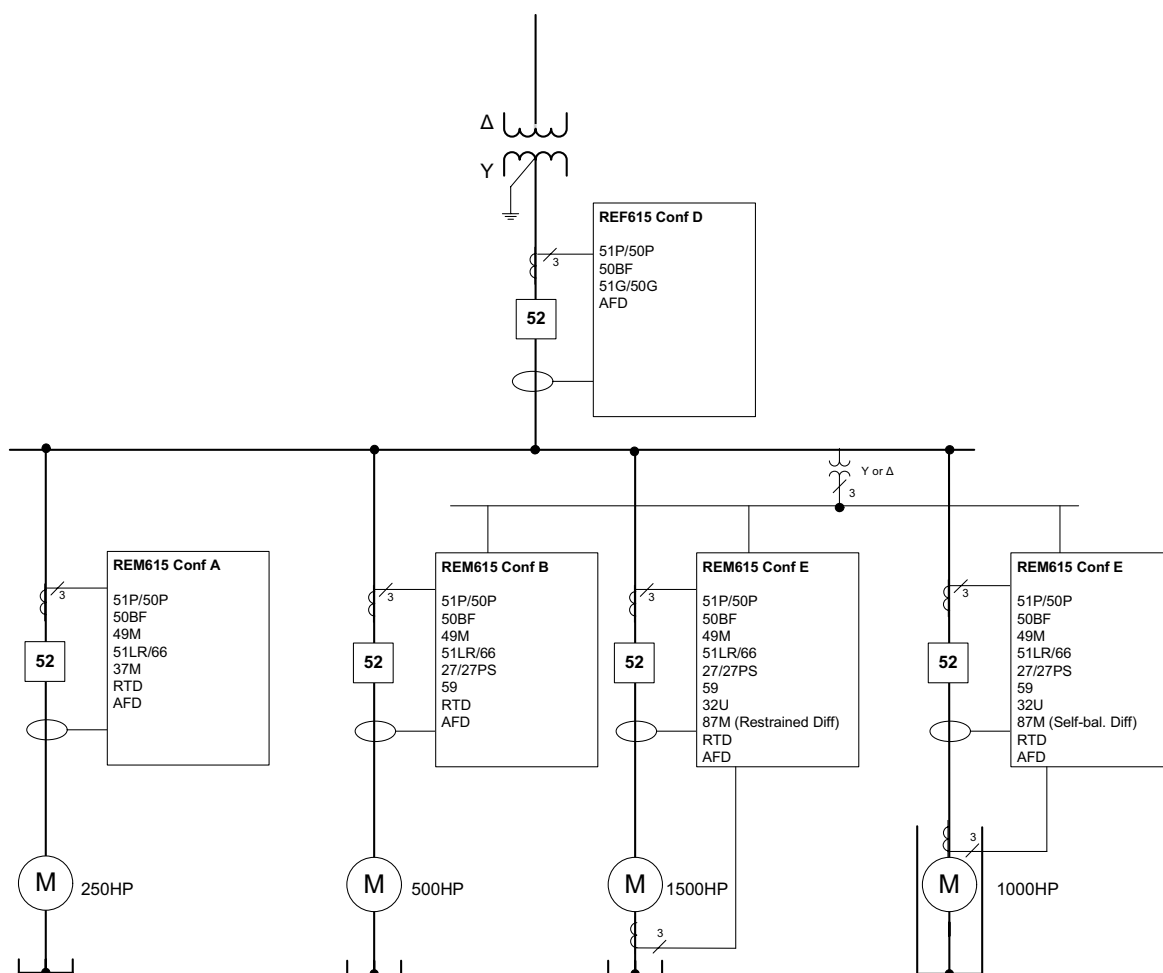 Δ
Y
REF615 Conf D
51P/50P
50BF
51G/50G
AFD
3
52
Y or Δ
3
REM615 Conf A
51P/50P
50BF
49M
51LR/66
37M
RTD
AFD
3
52
M
250HP
REM615 Conf B
51P/50P
50BF
49M
51LR/66
27/27PS
59
RTD
AFD
3
52
M
500HP
REM615 Conf E
51P/50P
50BF
49M
51LR/66
27/27PS
59
32U
87M (Restrained Diff)
RTD
AFD
3
52
M
1500HP
3
REM615 Conf E
51P/50P
50BF
49M
51LR/66
27/27PS
59
32U
87M (Self-bal. Diff)
RTD
AFD
3
52
3
M
1000HP